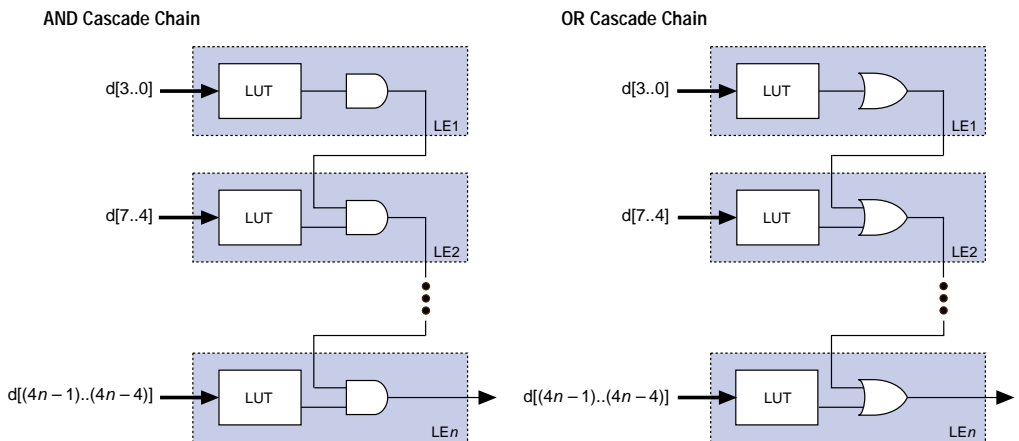 AND Cascade Chain
d[3..0]
LUT
LE1
d[7..4]
LUT
LE2
d[(4n – 1)..(4n – 4)]
LUT
LEn
OR Cascade Chain
d[3..0]
LUT
LE1
d[7..4]
LUT
LE2
d[(4n – 1)..(4n – 4)]
LUT
LEn